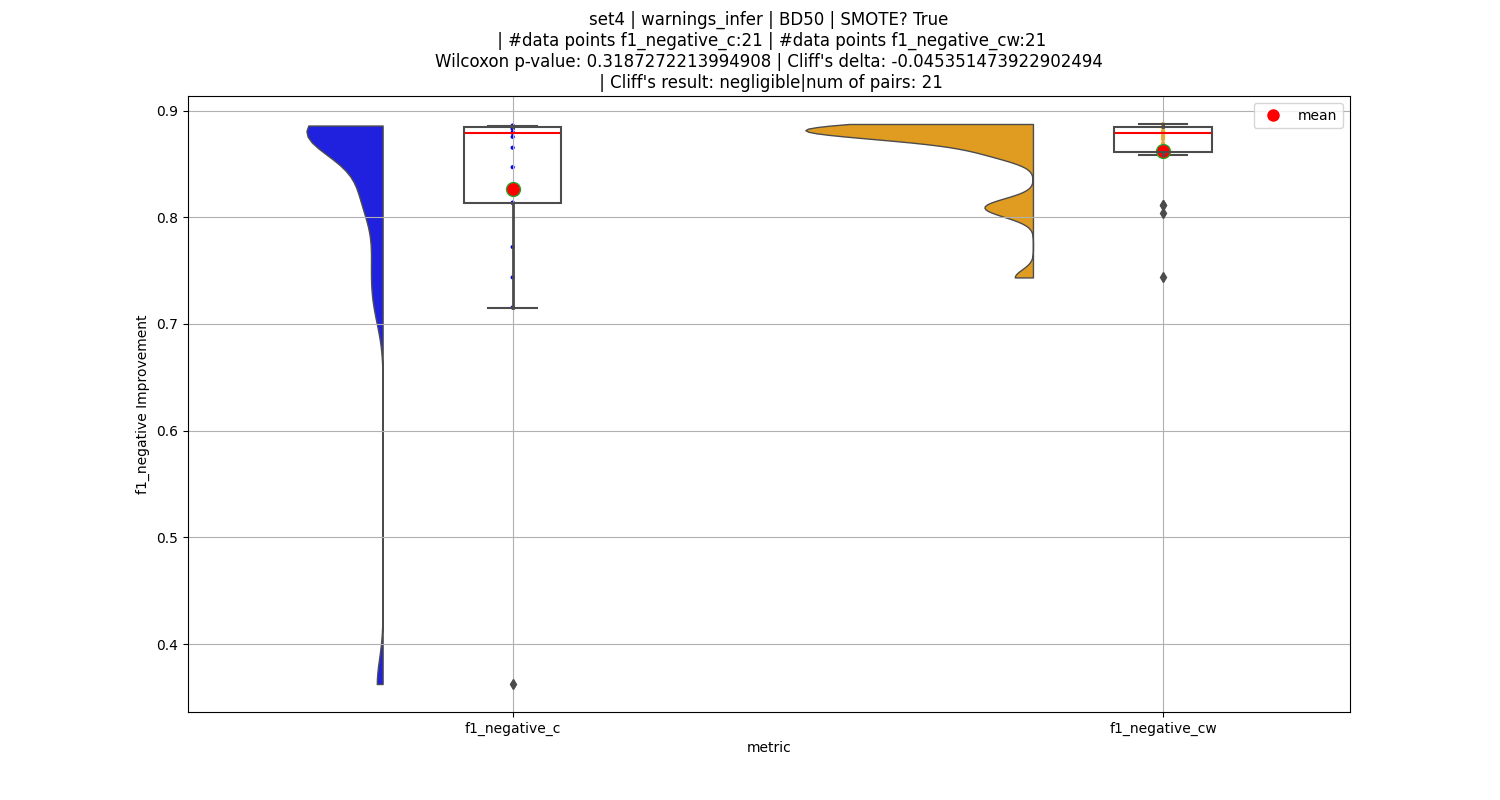 set4 | warnings_infer | BD50 | SMOTE? True
| #data points f1_negative_c:21 | #data points f1_negative_cw:21
Wilcoxon p-value: 0.3187272213994908 | Cliff's delta: -0.045351473922902494
| Cliff's result: negligible|num of pairs: 21
mean
0.9
0.8
0.7
0.6
0.5
0.4
f1_negative Improvement
f1_negative_c
f1_negative_cw
metric